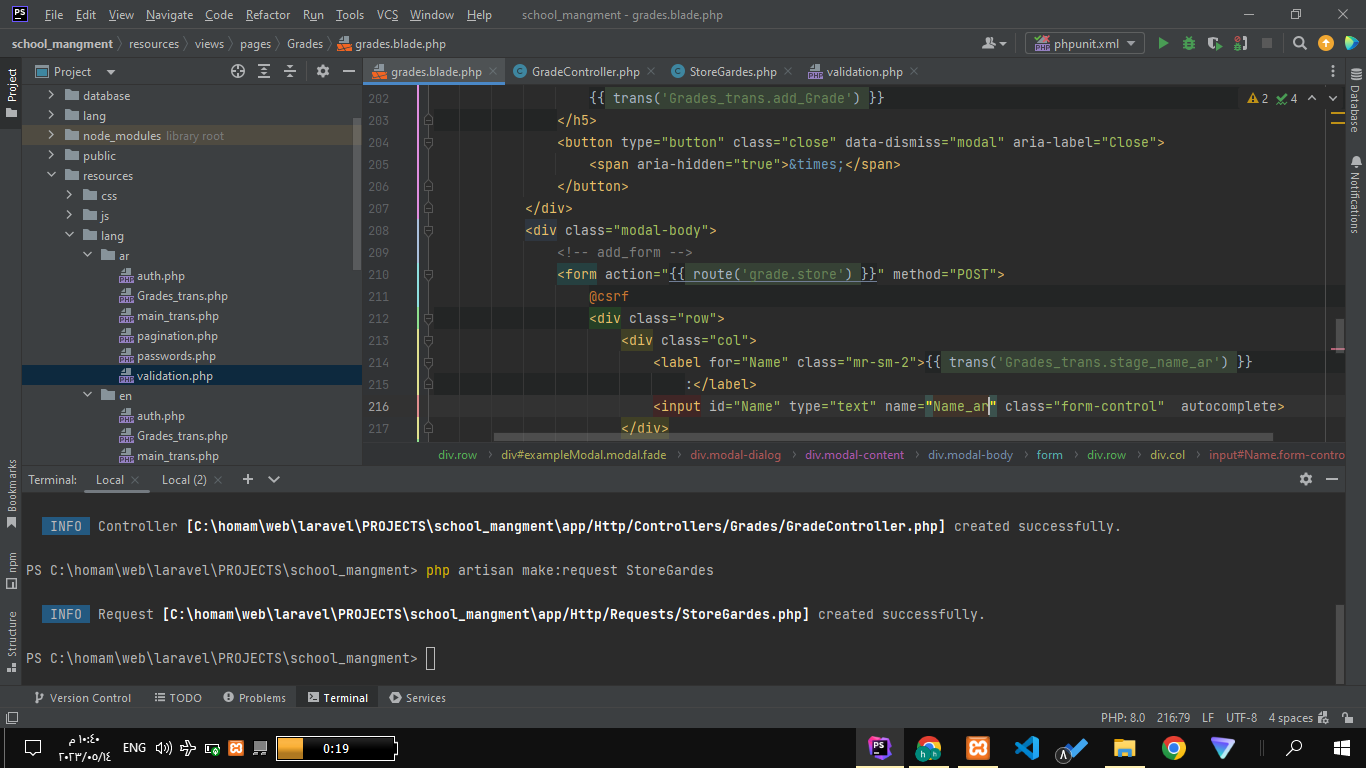 PS File Edit View Navigate Code Refactor Run Tools VCS Window Help school_mangment - grades.blade.php
school_mangment resources views pages Grades grades.blade.php phpunit.xml
Project Project grades.blade.php GradeController.php StoreGardes.php validation.php
database
lang
node_modules library root
public
resources
css
js
lang
ar
auth.php
Grades_trans.php
main_trans.php
pagination.php
passwords.php
validation.php
en
auth.php
Grades_trans.php
main_trans.php
2 4
202 {{ trans('Grades_trans.add_Grade') }}
203 </h5>
204 <button type="button" class="close" data-dismiss="modal" aria-label="Close">
205 <span aria-hidden="true">&times;</span>
206 </button>
207 </div>
208 <div class="modal-body">
209 <!-- add_form -->
210 <form action="{{ route('grade.store') }}" method="POST">
211 @csrf
212 <div class="row">
213 <div class="col">
214 <label for="Name" class="mr-sm-2">{{ trans('Grades_trans.stage_name_ar') }}
215 :</label>
216 <input id="Name" type="text" name="Name_ar" class="form-control" autocomplete>
217 </div>
div.row div#exampleModal.modal.fade div.modal-dialog div.modal-content div.modal-body form div.row div.col input#Name.form-contro
Database
Notifications
Bookmarks
npm
Structure
Terminal: Local Local (2)
INFO Controller [C:\homam\web\laravel\PROJECTS\school_mangment\app/Http/Controllers/Grades/GradeController.php] created successfully.
PS C:\homam\web\laravel\PROJECTS\school_mangment> php artisan make:request StoreGardes
INFO Request [C:\homam\web\laravel\PROJECTS\school_mangment\app/Http/Requests/StoreGardes.php] created successfully.
PS C:\homam\web\laravel\PROJECTS\school_mangment>
Version Control TODO Problems Terminal Services
PHP: 8.0 216:79 LF UTF-8 4 spaces
١٠:٤٠ م
٢٠٢٣/٠٥/١٤
ENG 0:19 PS